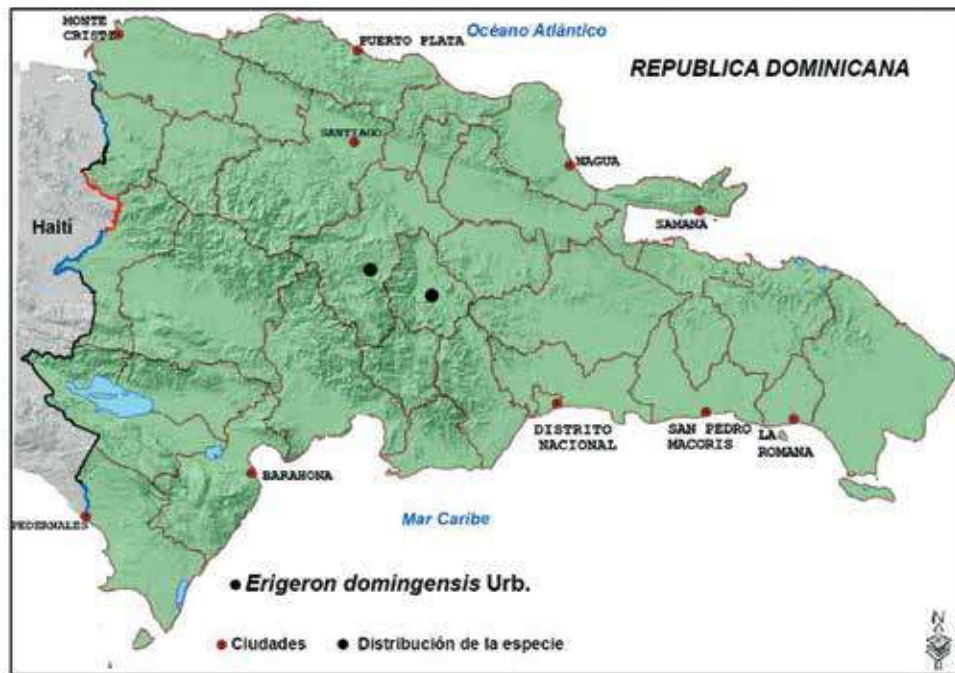 MONTE
CRISTI
PUERTO PLATA
Océano Atlántico
REPUBLICA DOMINICANA
SANTIAGO
NAGUA
SAMANA
Haití
DISTRITO
NACIONAL
SAN PEDRO
MACORIS
LA
ROMANA
BARAHONA
PEDERNALES
Mar Caribe
Erigeron domingensis Urb.
Ciudades
Distribución de la especie
N